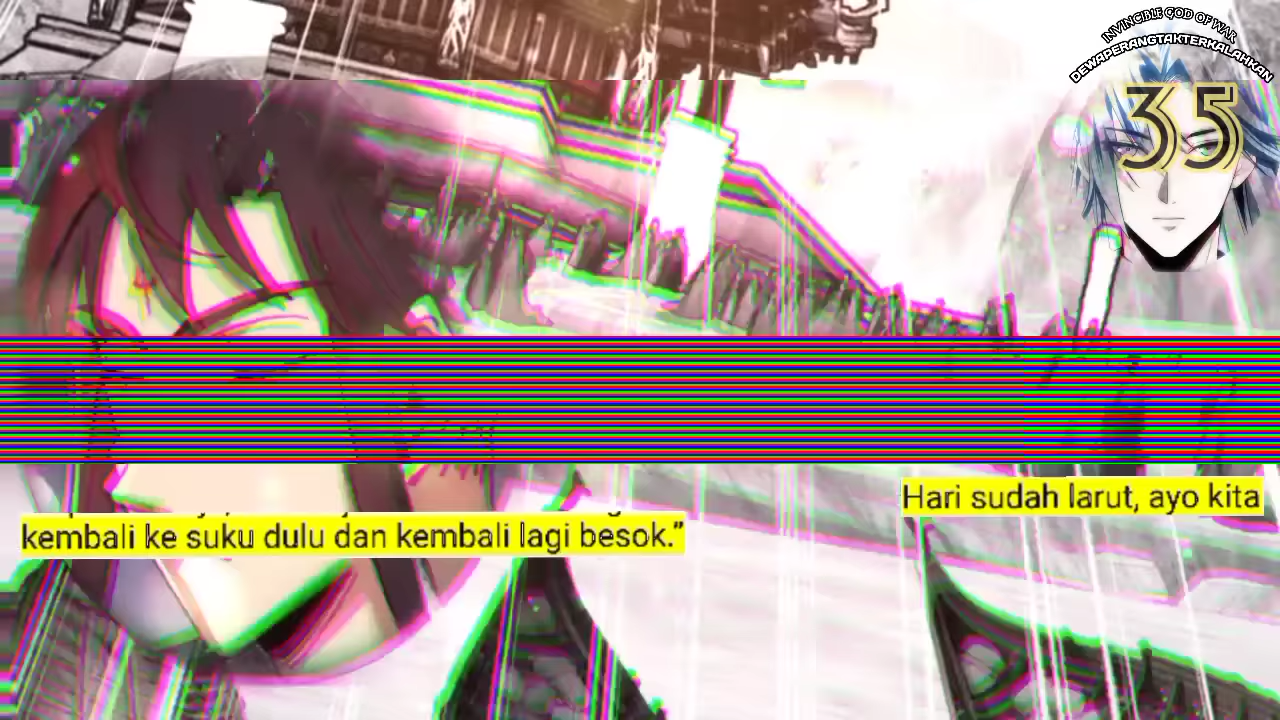 INVINCIBLE GOD OF WAR
DEWAPERANGTAKTERKALAHKAN
35
Hari sudah larut, ayo kita
kembali ke suku dulu dan kembali lagi besok.”